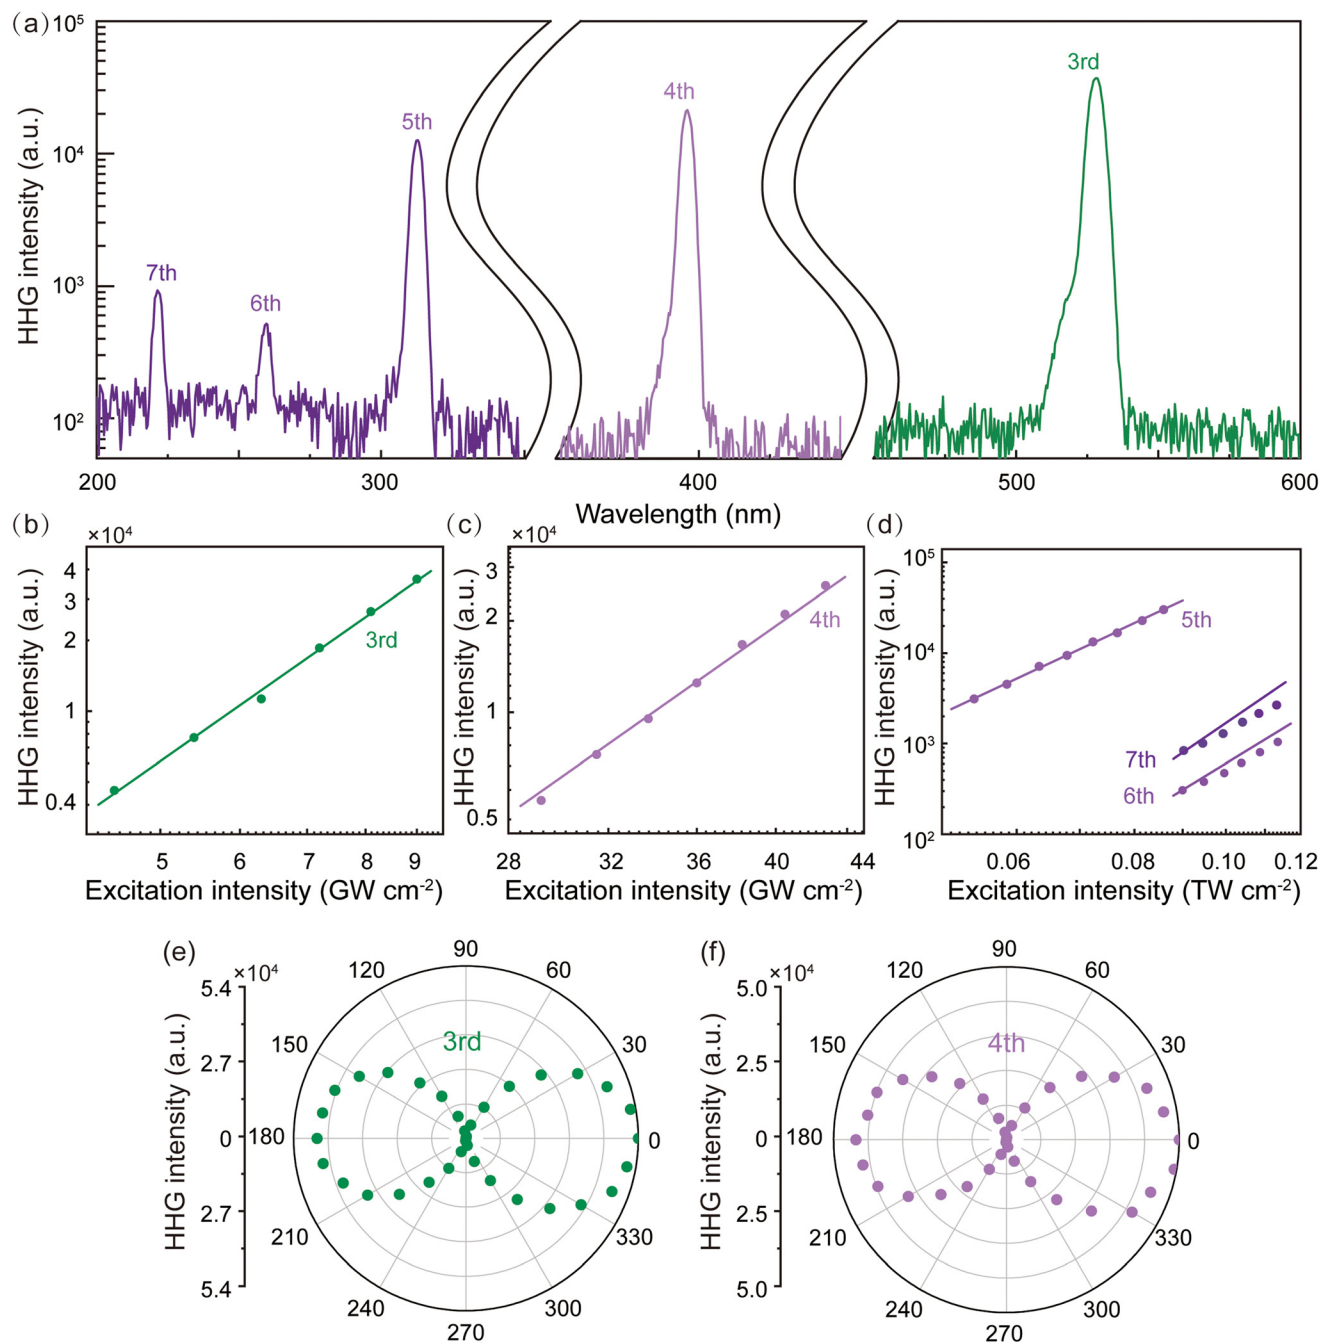 (a)
10⁵
10⁴
10³
10²
HHG intensity (a.u.)
7th
6th
5th
4th
3rd
200
300
400
500
600
Wavelength (nm)
(b)
×10⁴
4
3
2
1
0.4
HHG intensity (a.u.)
3rd
5
6
7
8
9
Excitation intensity (GW cm⁻²)
(c)
×10⁴
3
2
1
0.5
HHG intensity (a.u.)
4th
28
32
36
40
44
Excitation intensity (GW cm⁻²)
(d)
10⁵
10⁴
10³
10²
HHG intensity (a.u.)
5th
7th
6th
0.06
0.08
0.10
0.12
Excitation intensity (TW cm⁻²)
(e)
×10⁴
5.4
2.7
0
2.7
5.4
HHG intensity (a.u.)
3rd
90
60
30
0
330
300
270
240
210
180
150
120
(f)
×10⁴
5.0
2.5
0
2.5
5.0
HHG intensity (a.u.)
4th
90
60
30
0
330
300
270
240
210
180
150
120